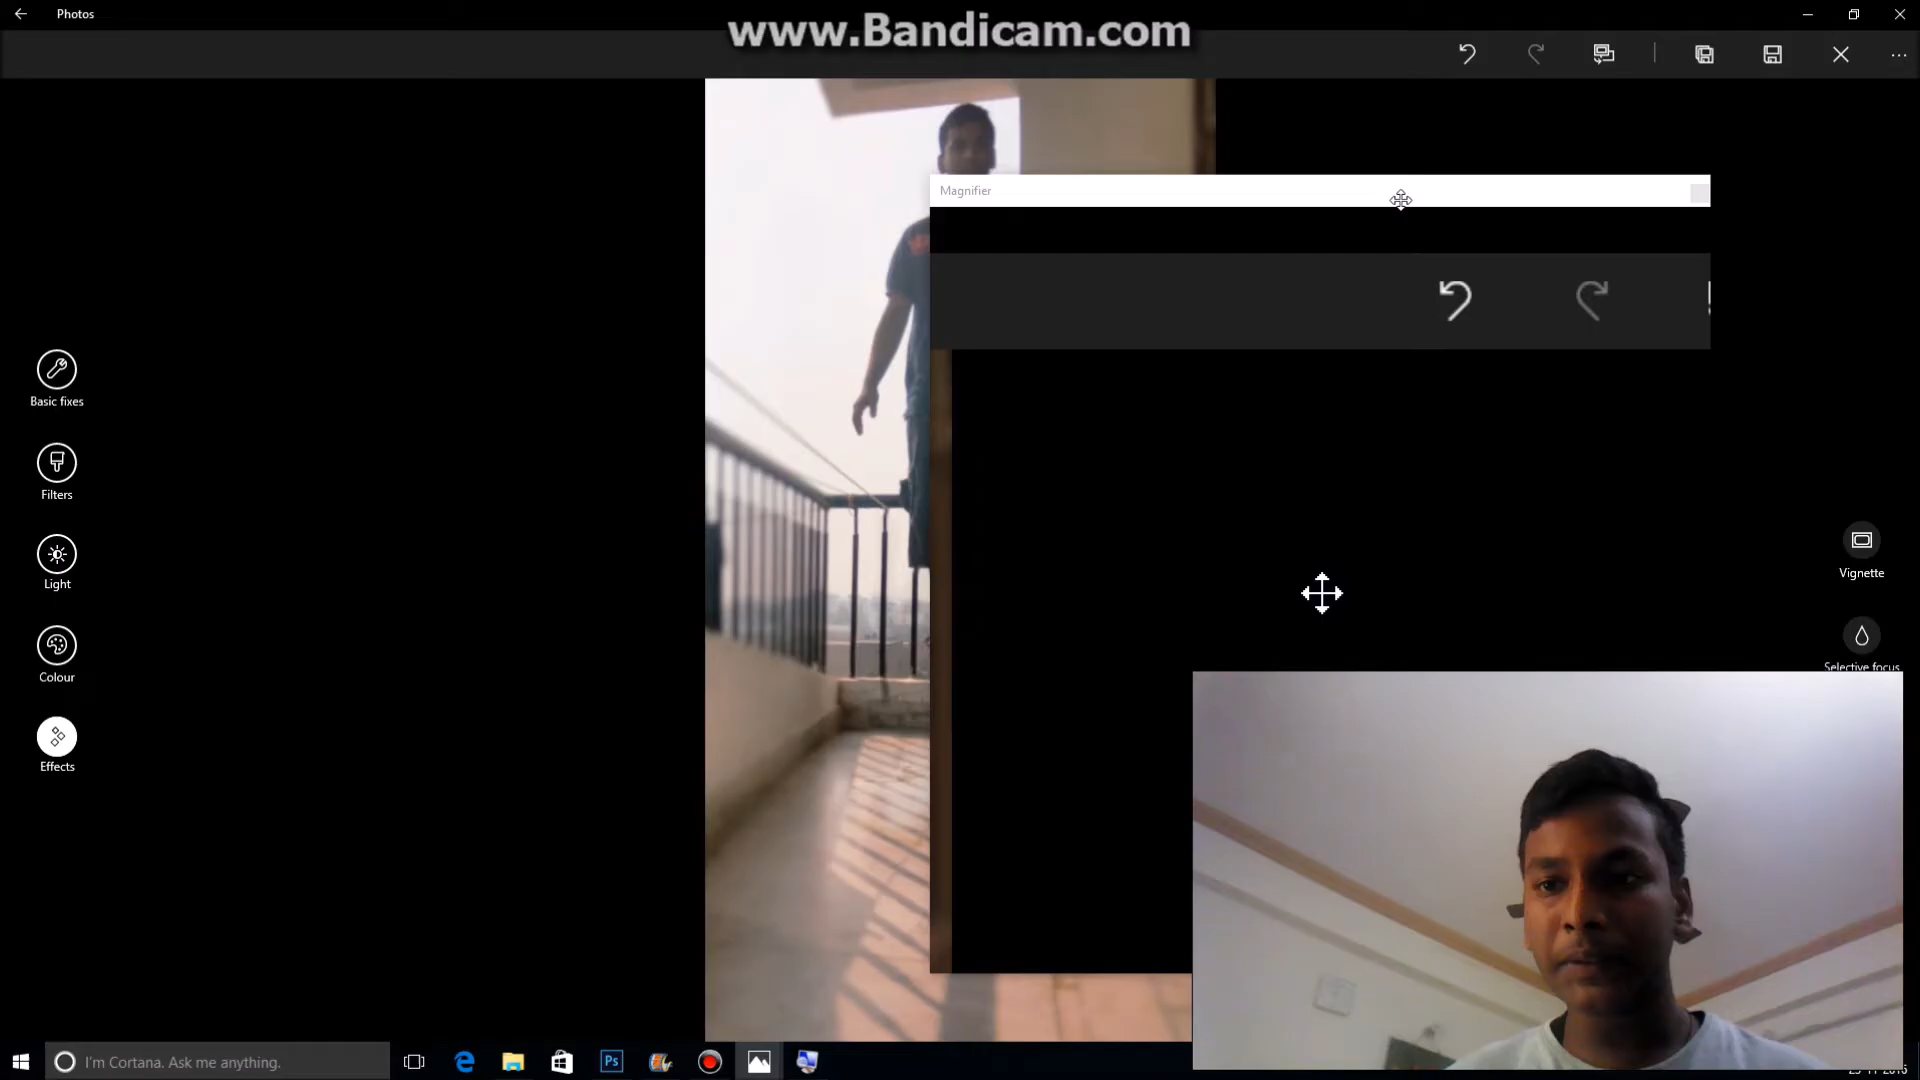 Photos
www.Bandicam.com
Magnifier
Basic fixes
Filters
Light
Colour
Effects
Vignette
Selective focus
I'm Cortana. Ask me anything.
Ps